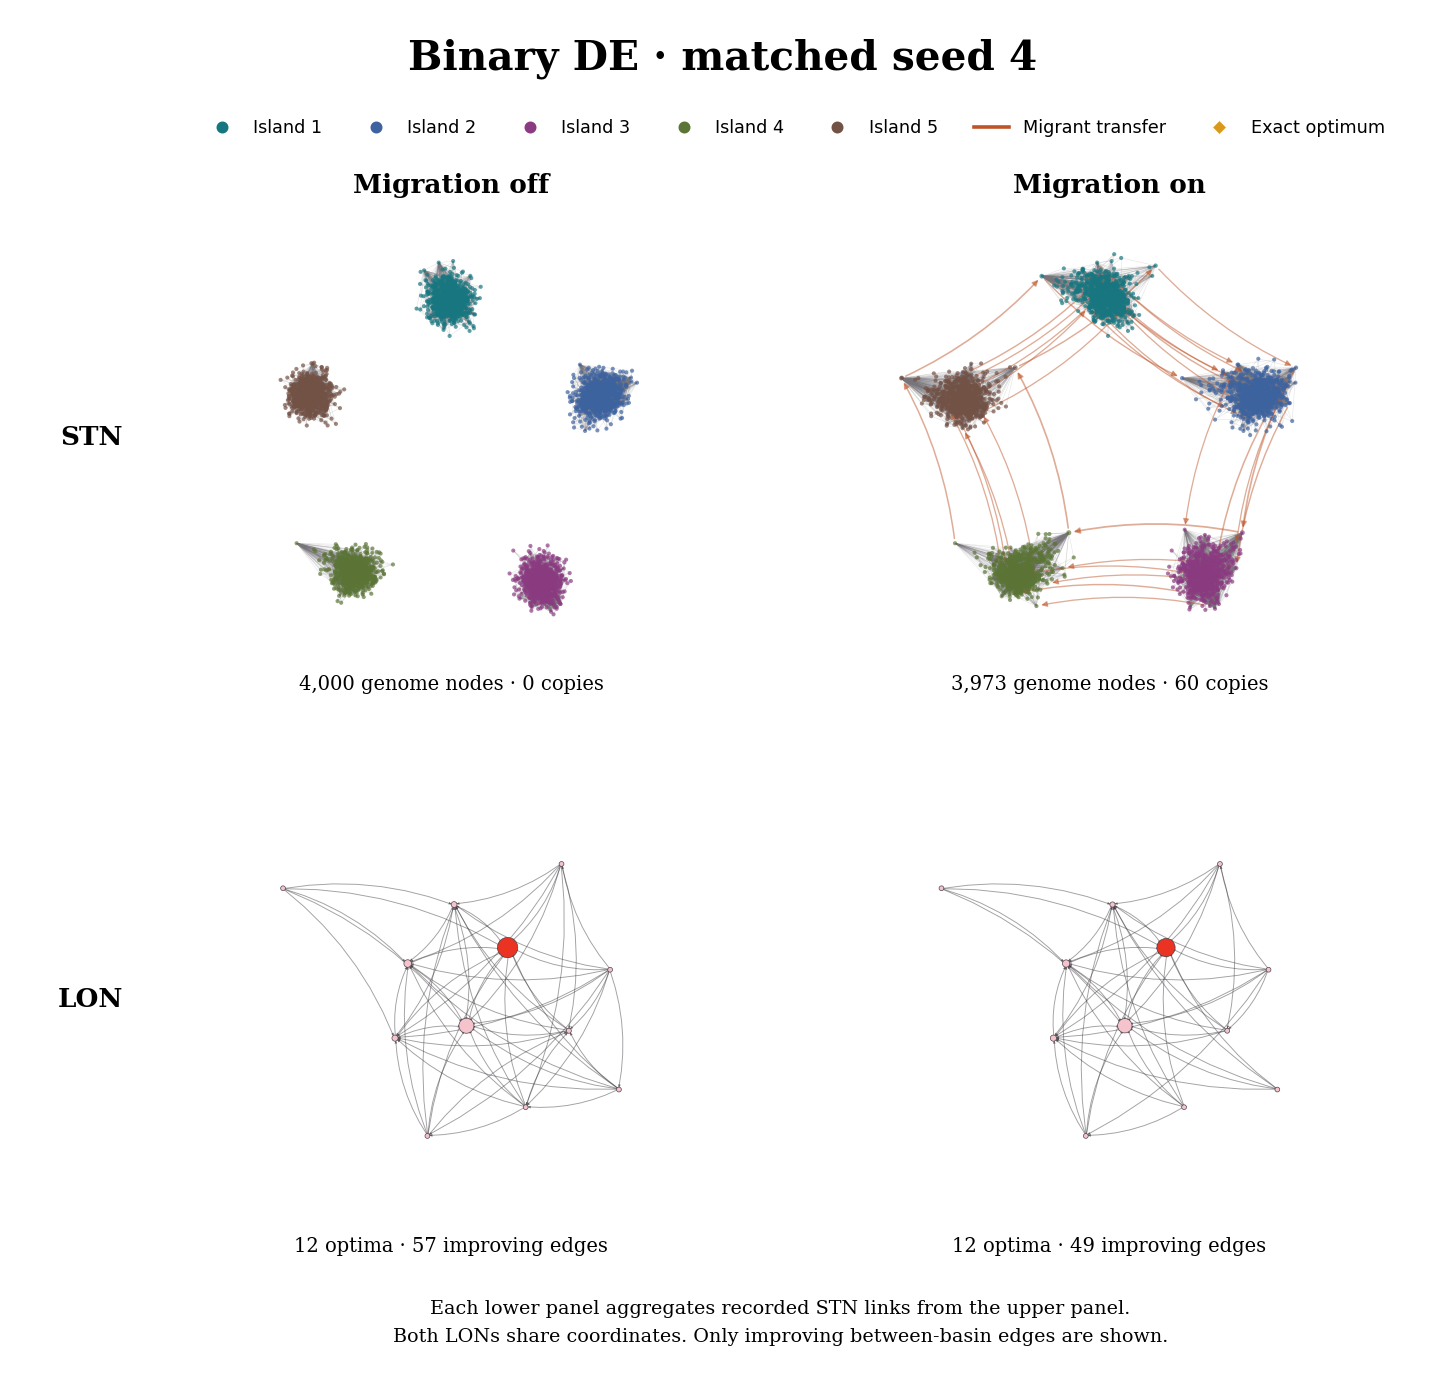 Binary DE · matched seed 4
Island 1 Island 2 Island 3 Island 4 Island 5 Migrant transfer Exact optimum
Migration off Migration on
STN
4,000 genome nodes · 0 copies 3,973 genome nodes · 60 copies
LON
12 optima · 57 improving edges 12 optima · 49 improving edges
Each lower panel aggregates recorded STN links from the upper panel.
Both LONs share coordinates. Only improving between-basin edges are shown.